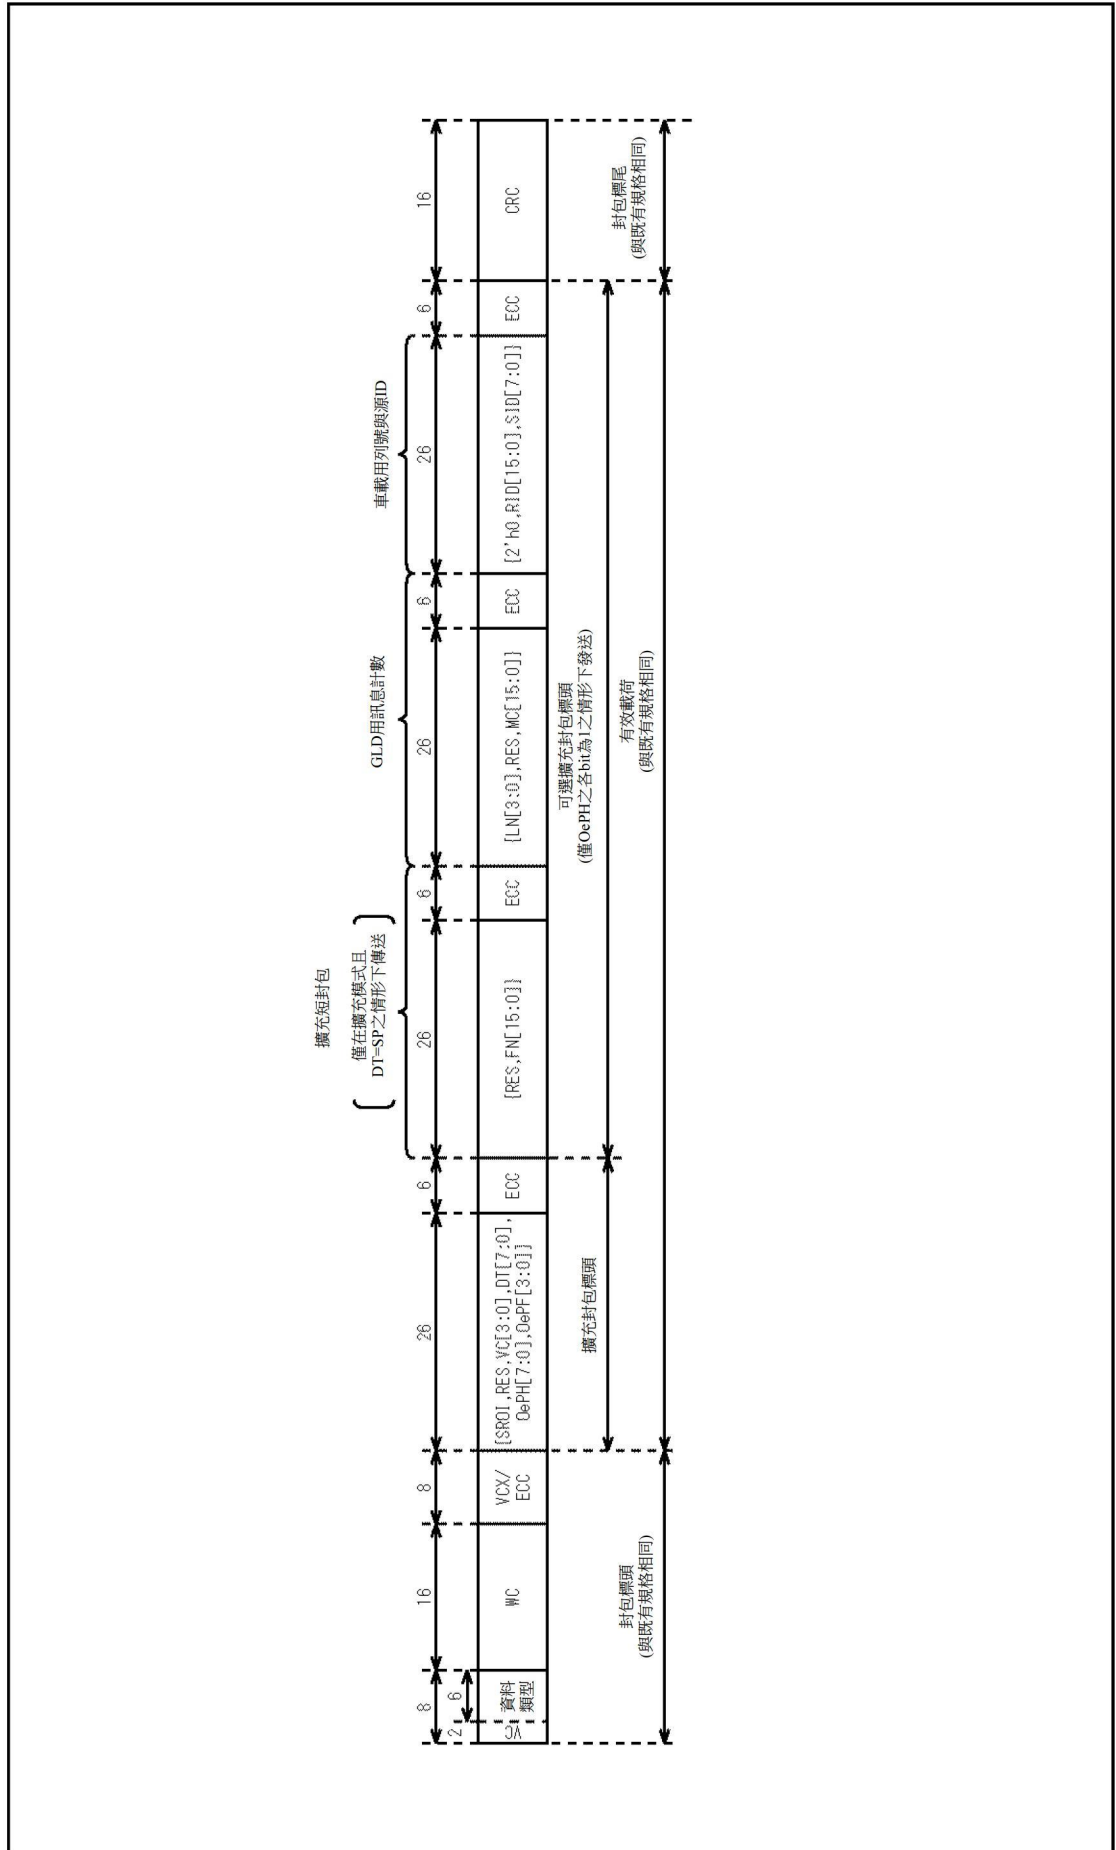 擴充短封包
僅在擴充模式且
DT=SP之情形下傳送
GLD用訊息計數
車載用列號與源ID
8
16
8
26
6
26
6
26
6
26
6
16
2
6
VC
資料
類型
WC
VCX/
ECC
{SROI,RES,VC[3:0],DT[7:0],
OePH[7:0],OePF[3:0]}
ECC
{RES,FN[15:0]}
ECC
{LN[3:0],RES,MC[15:0]}
ECC
{2'h0,RID[15:0],SID[7:0]}
ECC
CRC
擴充封包標頭
可選擴充封包標頭
(僅OePH之各bit為1之情形下發送)
封包標頭
(與既有規格相同)
有效載荷
(與既有規格相同)
封包標尾
(與既有規格相同)